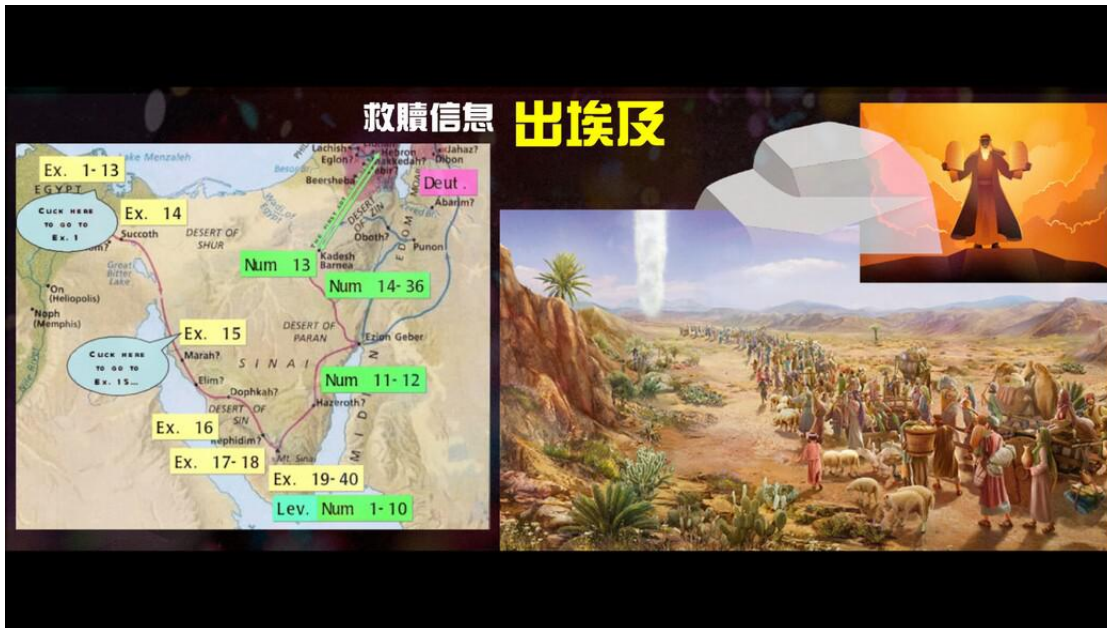 救贖信息 出埃及
Lake Menzaleh
Ex. 1-13
EGYPT
CLICK HERE
TO GO TO
EX. 1
Ex. 14
Succoth
DESERT OF
SHUR
Great
Bitter
Lake
On
(Heliopolis)
Noph
(Memphis)
Lachish
Eglon?
Hebron
Beersheba
Jahaz?
Dibon
Deut.
Abarim?
DESERT
ZIN
EDOM
Oboth?
Punon
Kadesh
Barnea
Num 13
Num 14-36
DESERT OF
PARAN
Ezion Geber
Ex. 15
Marah?
CLICK HERE
TO GO TO
EX. 15...
SINAI
Elim?
Dophkah?
Num 11-12
Hazeroth?
DESERT OF
SIN
MIDIAN
Ex. 16
Rephidim?
Ex. 17-18
Mt. Sinai
Ex. 19-40
Lev. Num 1-10